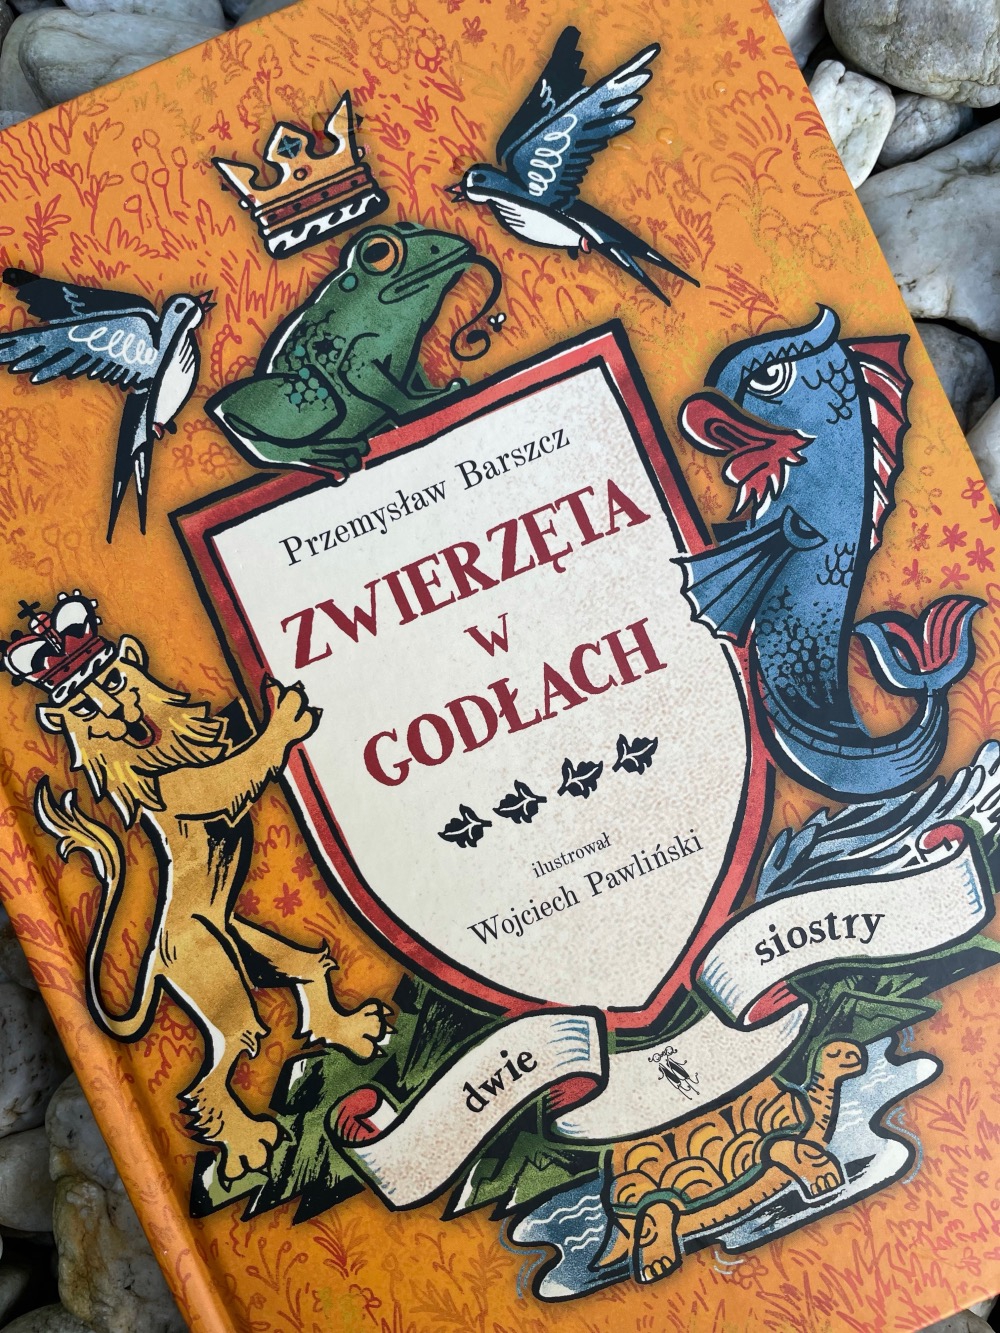 Przemysław Barszcz
ZWIERZĘTA
W
GODŁACH
ilustrował
Wojciech Pawliński
dwie
siostry